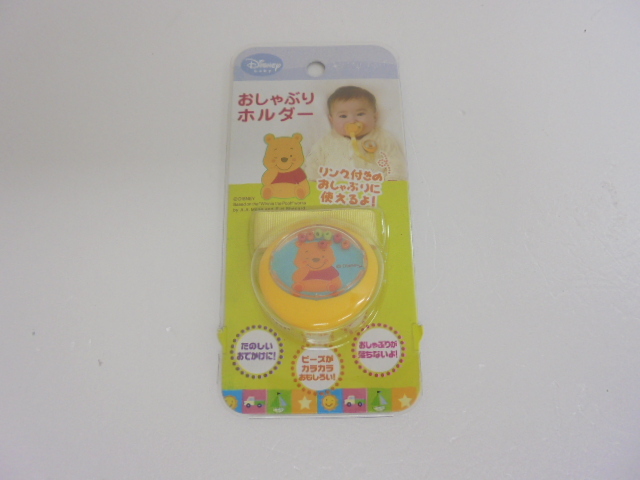 Disney
BABY
おしゃぶり
ホルダー
リング付きの
おしゃぶりに
使えるよ!
©DISNEY
たのしい
おでかけに!
ビーズが
カラカラ
おもしろい!
おしゃぶりが
落ちないよ!